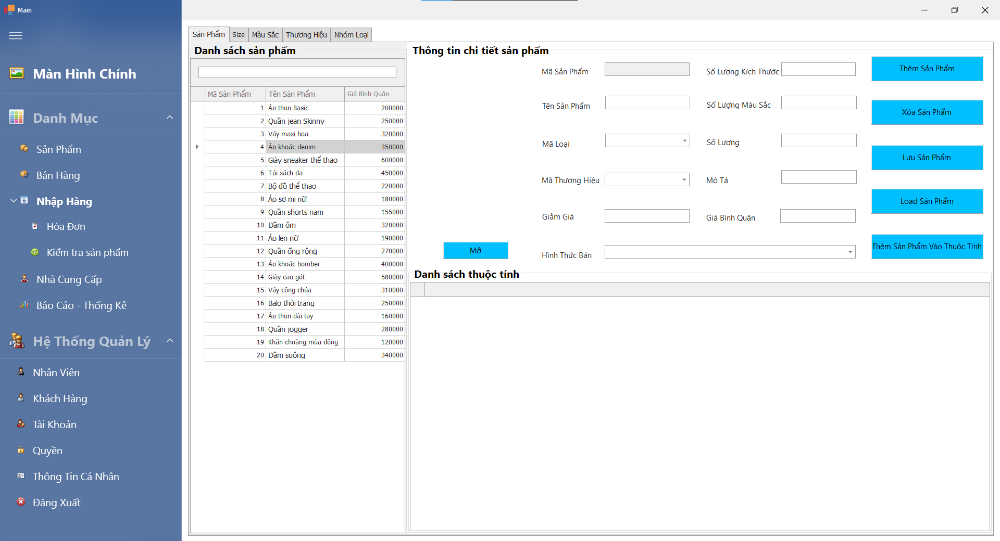 Main
Màn Hình Chính
Danh Mục
Sản Phẩm
Bán Hàng
Nhập Hàng
Hóa Đơn
Kiểm tra sản phẩm
Nhà Cung Cấp
Báo Cáo - Thống Kê
Hệ Thống Quản Lý
Nhân Viên
Khách Hàng
Tài Khoản
Quyền
Thông Tin Cá Nhân
Đăng Xuất
Sản Phẩm Size Màu Sắc Thương Hiệu Nhóm Loại
Danh sách sản phẩm
Mã Sản Phẩm Tên Sản Phẩm Giá Bình Quân
1 Áo thun Basic 200000
2 Quần jean Skinny 250000
3 Váy maxi hoa 320000
4 Áo khoác denim 350000
5 Giày sneaker thể thao 600000
6 Túi xách da 450000
7 Bộ đồ thể thao 220000
8 Áo sơ mi nữ 180000
9 Quần shorts nam 155000
10 Đầm ôm 320000
11 Áo len nữ 190000
12 Quần ống rộng 270000
13 Áo khoác bomber 400000
14 Giày cao gót 580000
15 Váy công chúa 310000
16 Balo thời trang 250000
17 Áo thun dài tay 160000
18 Quần jogger 280000
19 Khăn choàng mùa đông 120000
20 Đầm suông 340000
Thông tin chi tiết sản phẩm
Mã Sản Phẩm Số Lượng Kích Thước Thêm Sản Phẩm
Tên Sản Phẩm Số Lượng Màu Sắc Xóa Sản Phẩm
Mã Loại Số Lượng Lưu Sản Phẩm
Mã Thương Hiệu Mô Tả Load Sản Phẩm
Giảm Giá Giá Bình Quân
Mở Hình Thức Bán Thêm Sản Phẩm Vào Thuộc Tính
Danh sách thuộc tính